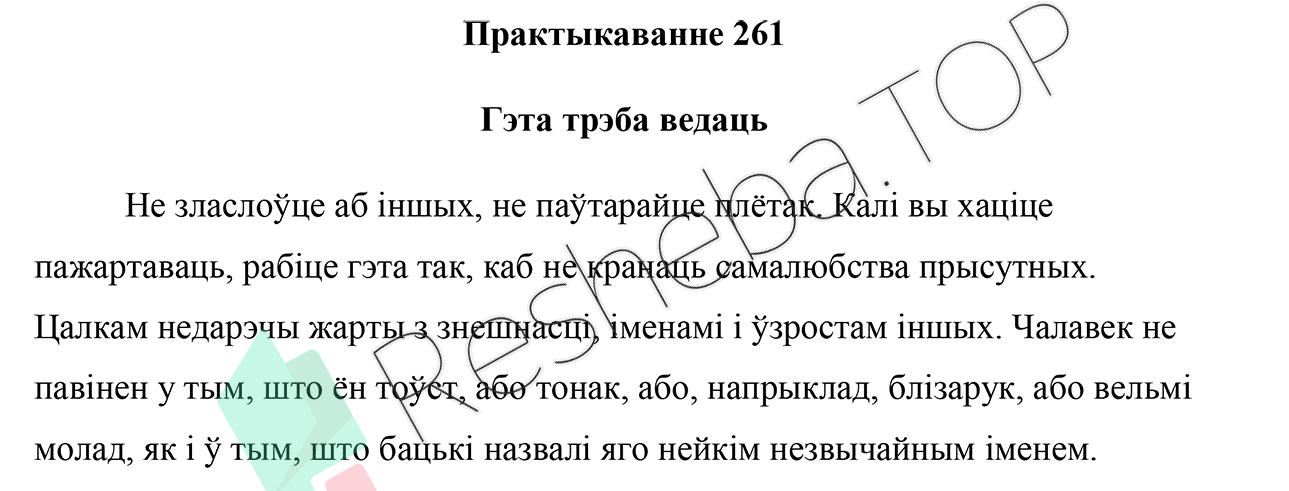 Практыкаванне 261
Гэта трэба ведаць
Не зласлоўце аб іншых, не паўтарайце плётак. Калі вы хаціце
пажартаваць, рабіце гэта так, каб не кранаць самалюбства прысутных.
Цалкам недарэчы жарты з знешнасці, іменамі і ўзростам іншых. Чалавек не
павінен у тым, што ён тоўст, або тонак, або, напрыклад, блізарук, або вельмі
молад, як і ў тым, што бацькі назвалі яго нейкім незвычайным іменем.
Resheba.TOP